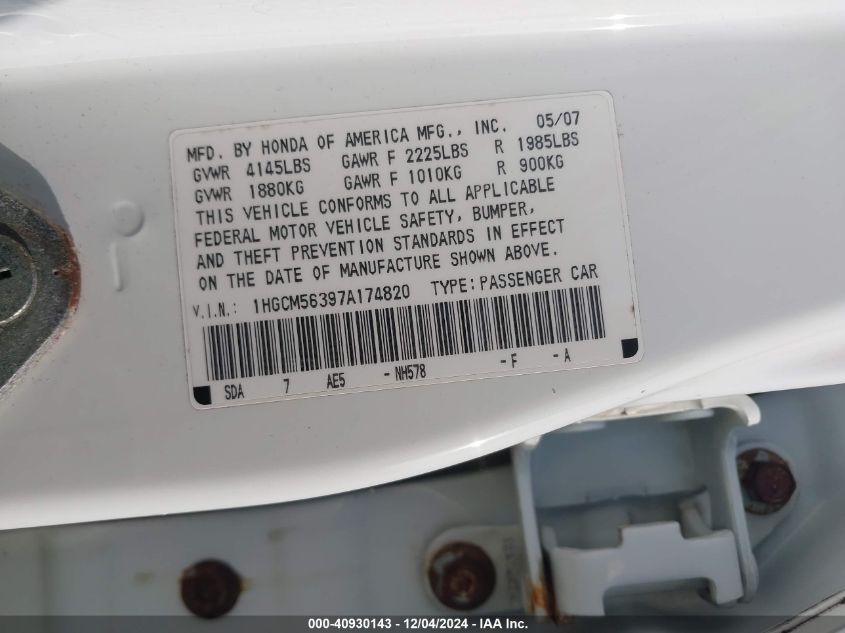 MFD. BY HONDA OF AMERICA MFG., INC. 05/07
GVWR 4145LBS GAWR F 2225LBS R 1985LBS
GVWR 1880KG GAWR F 1010KG R 900KG
THIS VEHICLE CONFORMS TO ALL APPLICABLE
FEDERAL MOTOR VEHICLE SAFETY, BUMPER,
AND THEFT PREVENTION STANDARDS IN EFFECT
ON THE DATE OF MANUFACTURE SHOWN ABOVE.
V.I.N.: 1HGCM56397A174820 TYPE: PASSENGER CAR
SDA 7 AE5 - NH578 - F - A
000-40930143 - 12/04/2024 - IAA Inc.